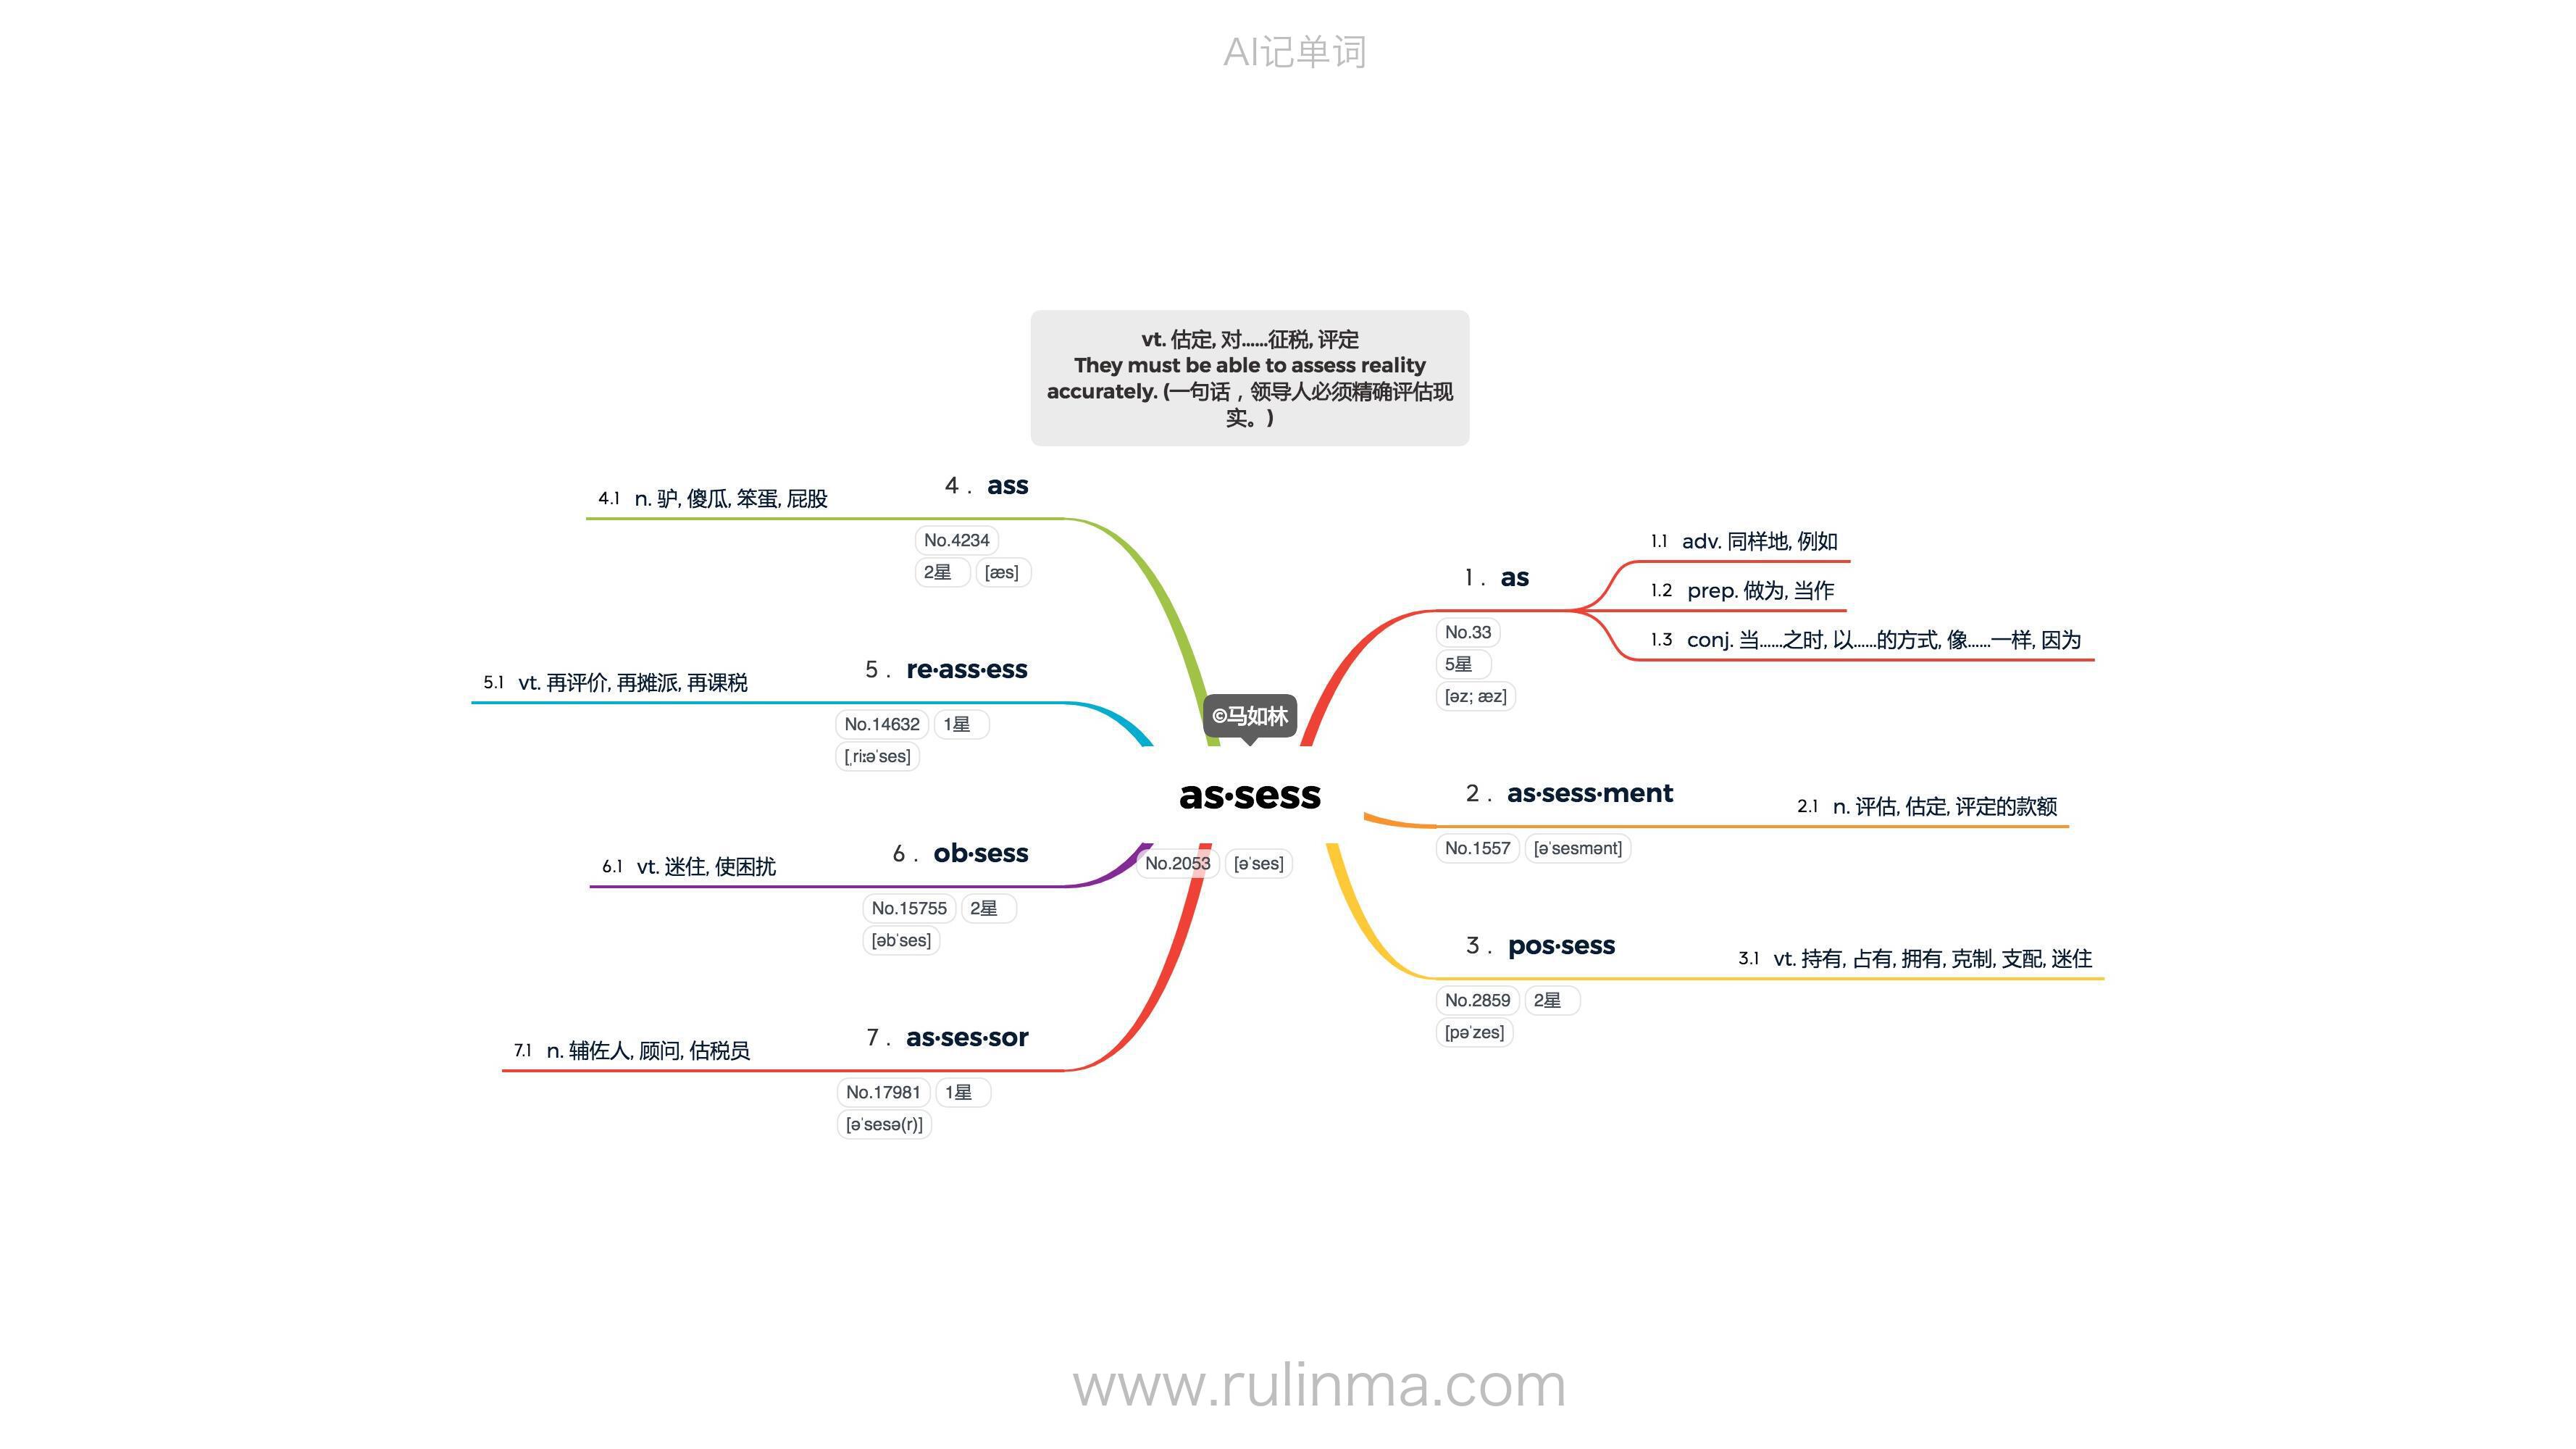 AI记单词
vt. 估定, 对……征税, 评定
They must be able to assess reality
accurately. (一句话，领导人必须精确评估现
实。)
©马如林
as·sess
No.2053 [əˈses]
1 . as
No.33
5星
[əz; æz]
1.1 adv. 同样地, 例如
1.2 prep. 做为, 当作
1.3 conj. 当……之时, 以……的方式, 像……一样, 因为
2 . as·sess·ment
No.1557 [əˈsesmənt]
2.1 n. 评估, 估定, 评定的款额
3 . pos·sess
No.2859 2星
[pəˈzes]
3.1 vt. 持有, 占有, 拥有, 克制, 支配, 迷住
4 . ass
No.4234
2星 [æs]
4.1 n. 驴, 傻瓜, 笨蛋, 屁股
5 . re·ass·ess
No.14632 1星
[ˌriːəˈses]
5.1 vt. 再评价, 再摊派, 再课税
6 . ob·sess
No.15755 2星
[əbˈses]
6.1 vt. 迷住, 使困扰
7 . as·ses·sor
No.17981 1星
[əˈsesə(r)]
7.1 n. 辅佐人, 顾问, 估税员
www.rulinma.com